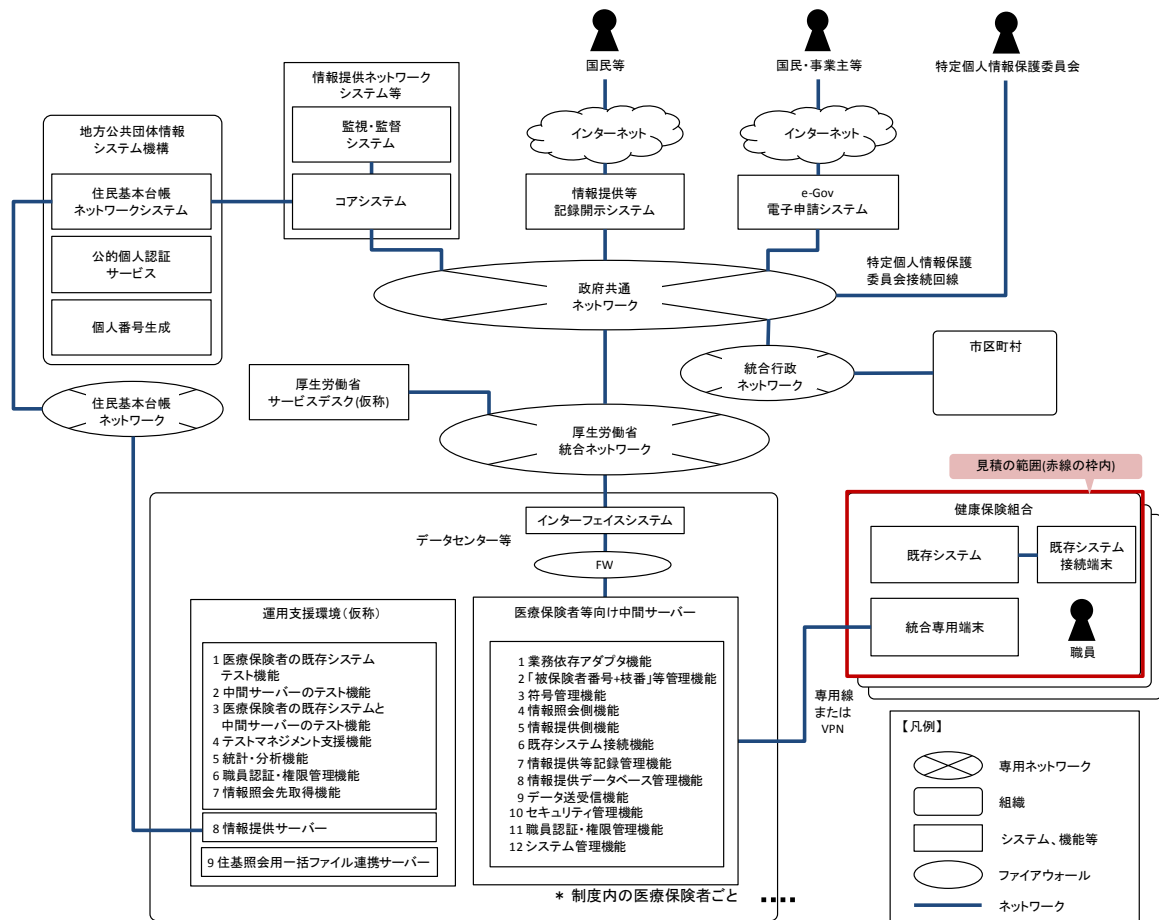 国民等
国民・事業主等
特定個人情報保護委員会
情報提供ネットワーク
システム等
監視・監督
システム
コアシステム
地方公共団体情報
システム機構
住民基本台帳
ネットワークシステム
公的個人認証
サービス
個人番号生成
インターネット
インターネット
情報提供等
記録開示システム
e-Gov
電子申請システム
特定個人情報保護
委員会接続回線
政府共通
ネットワーク
統合行政
ネットワーク
市区町村
厚生労働省
サービスデスク(仮称)
住民基本台帳
ネットワーク
厚生労働省
統合ネットワーク
見積の範囲(赤線の枠内)
健康保険組合
既存システム
既存システム
接続端末
統合専用端末
職員
インターフェイスシステム
データセンター等
FW
運用支援環境(仮称)
1 医療保険者の既存システム
テスト機能
2 中間サーバーのテスト機能
3 医療保険者の既存システムと
中間サーバーのテスト機能
4 テストマネジメント支援機能
5 統計・分析機能
6 職員認証・権限管理機能
7 情報照会先取得機能
8 情報提供サーバー
9 住基照会用一括ファイル連携サーバー
医療保険者等向け中間サーバー
1 業務依存アダプタ機能
2 「被保険者番号+枝番」等管理機能
3 符号管理機能
4 情報照会側機能
5 情報提供側機能
6 既存システム接続機能
7 情報提供等記録管理機能
8 情報提供データベース管理機能
9 データ送受信機能
10 セキュリティ管理機能
11 職員認証・権限管理機能
12 システム管理機能
専用線
または
VPN
* 制度内の医療保険者ごと ‥‥
【凡例】
専用ネットワーク
組織
システム、機能等
ファイアウォール
ネットワーク